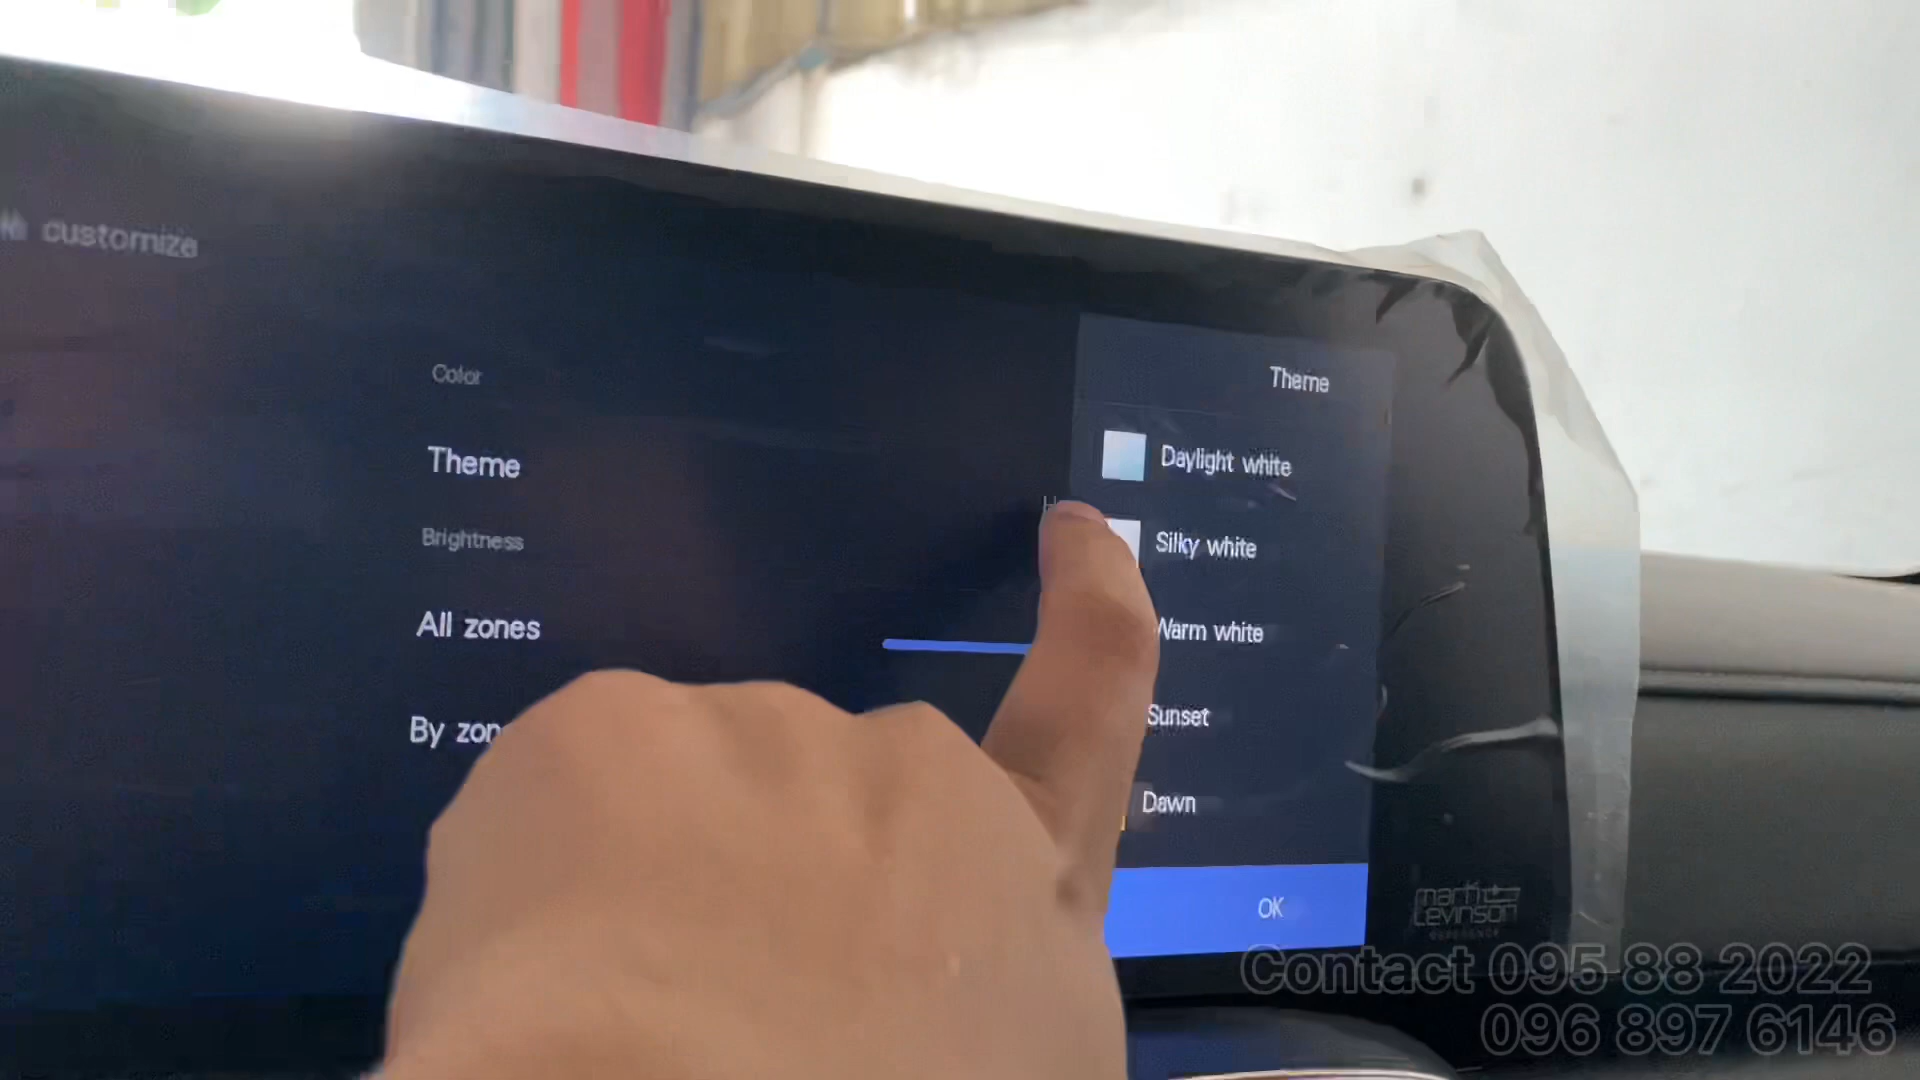 customize
Color
Theme
Brightness
All zones
By zon
Theme
Daylight white
Silky white
Warm white
Sunset
Dawn
OK
mark
Levinson
Contact 095 88 2022
096 897 6146